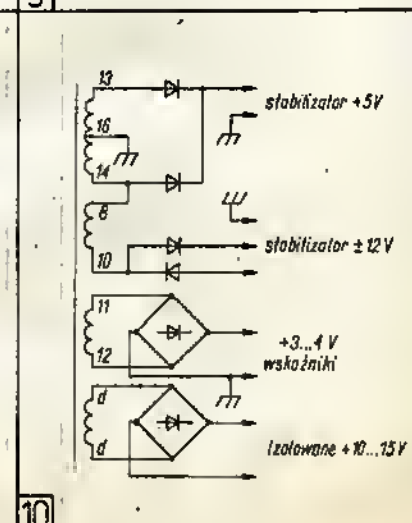 13
stabilizator +5V
16
14
8
stabilizator ±12V
10
11
+3...4 V
wskaźniki
12
d
izolowane +10...15V
d
10